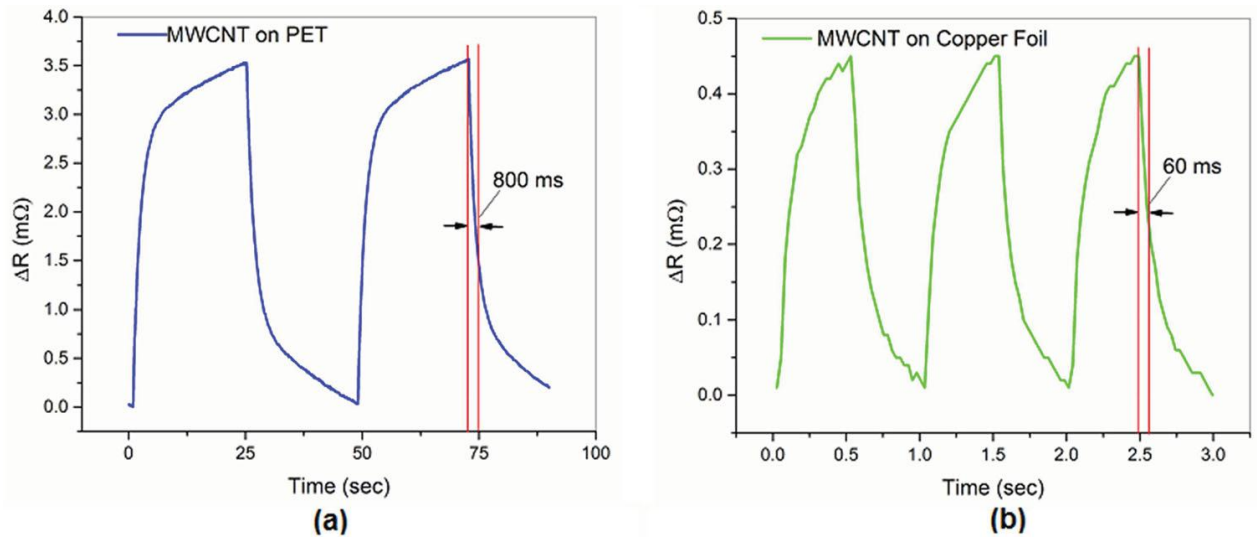 MWCNT on PET
ΔR (mΩ)
4.0
3.5
3.0
2.5
2.0
1.5
1.0
0.5
0.0
800 ms
0 25 50 75 100
Time (sec)
(a)
MWCNT on Copper Foil
ΔR (mΩ)
0.5
0.4
0.3
0.2
0.1
0.0
60 ms
0.0 0.5 1.0 1.5 2.0 2.5 3.0
Time (sec)
(b)